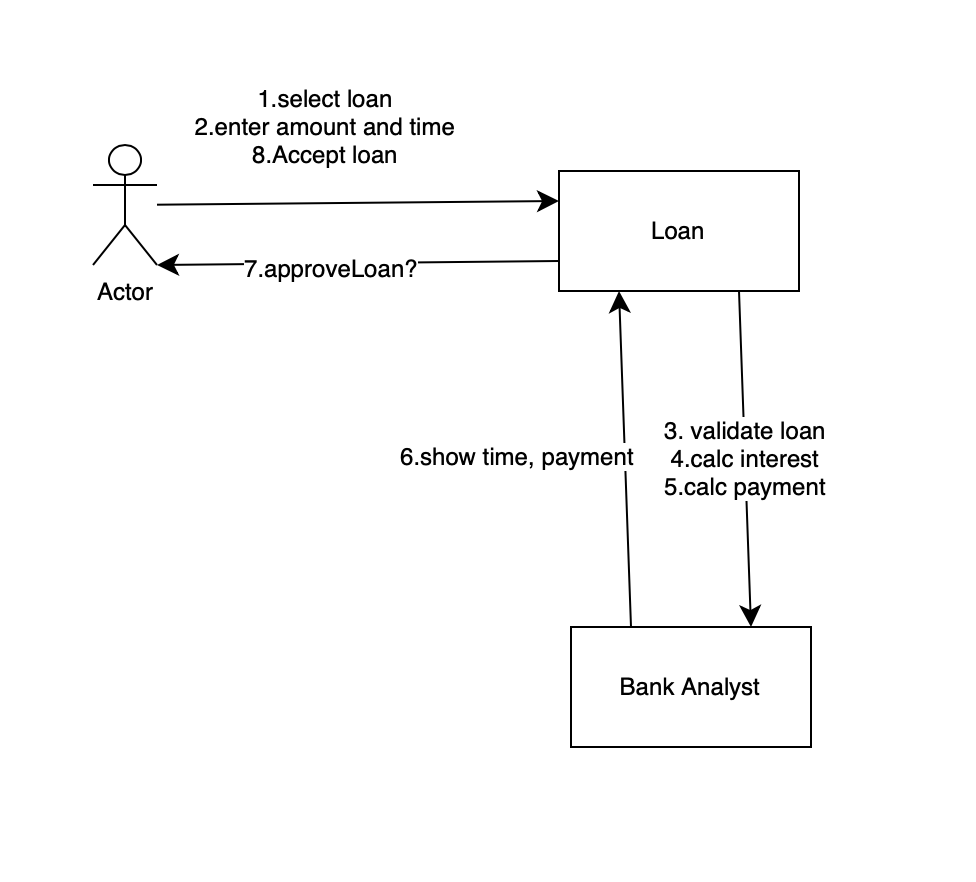 1.select loan
2.enter amount and time
8.Accept loan
Loan
7.approveLoan?
Actor
6.show time, payment
3. validate loan
4.calc interest
5.calc payment
Bank Analyst